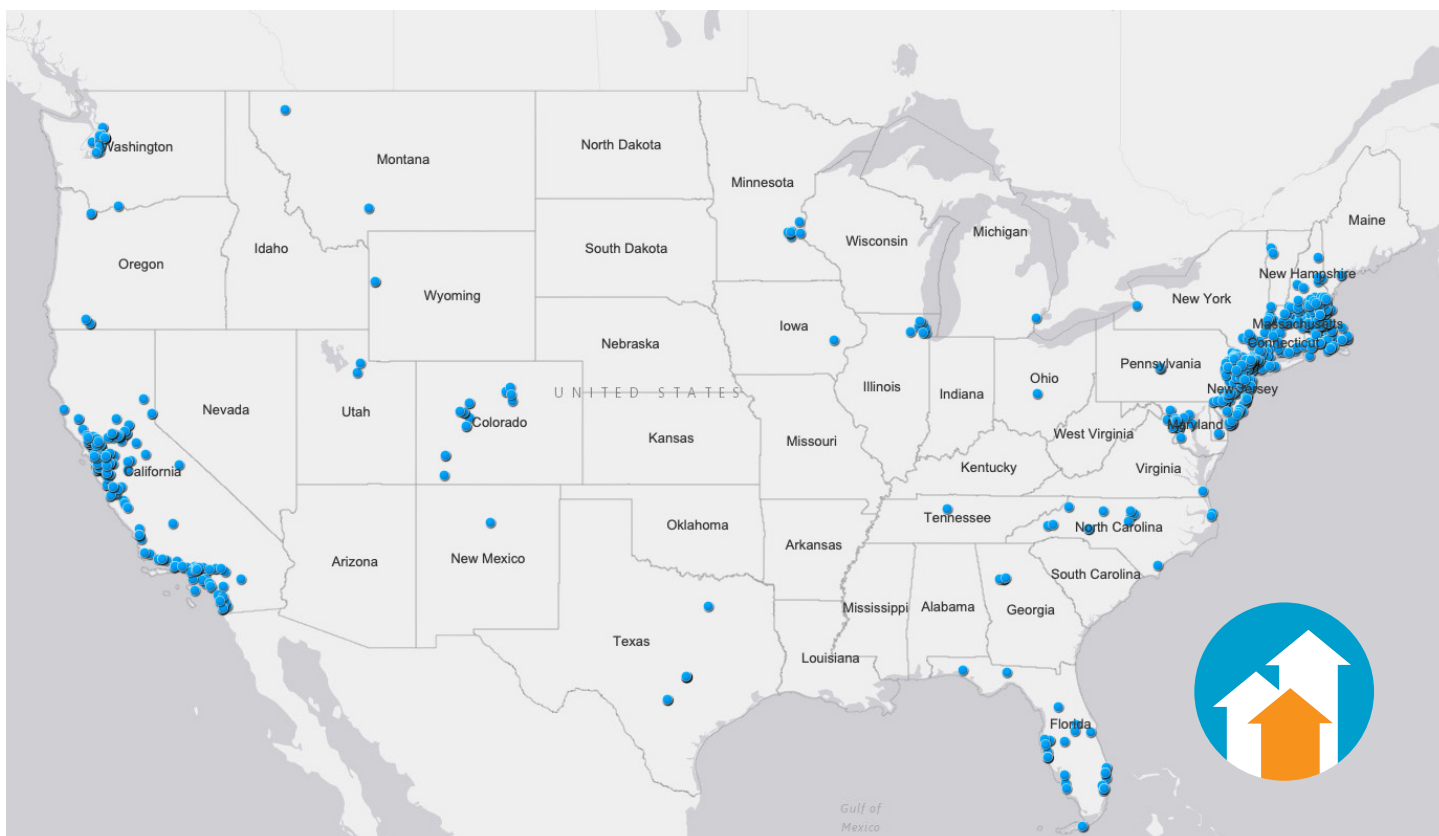 Washington
Montana
North Dakota
Minnesota
Oregon
Idaho
South Dakota
Wisconsin
Michigan
Maine
Wyoming
New York
New Hampshire
Iowa
Massachusetts
Nebraska
Connecticut
Pennsylvania
Nevada
Utah
UNITED STATES
Illinois
Indiana
Ohio
New Jersey
Colorado
Kansas
Missouri
West Virginia
Maryland
California
Kentucky
Virginia
Arizona
New Mexico
Oklahoma
Arkansas
Tennessee
North Carolina
South Carolina
Texas
Louisiana
Mississippi
Alabama
Georgia
Florida
Gulf of
Mexico